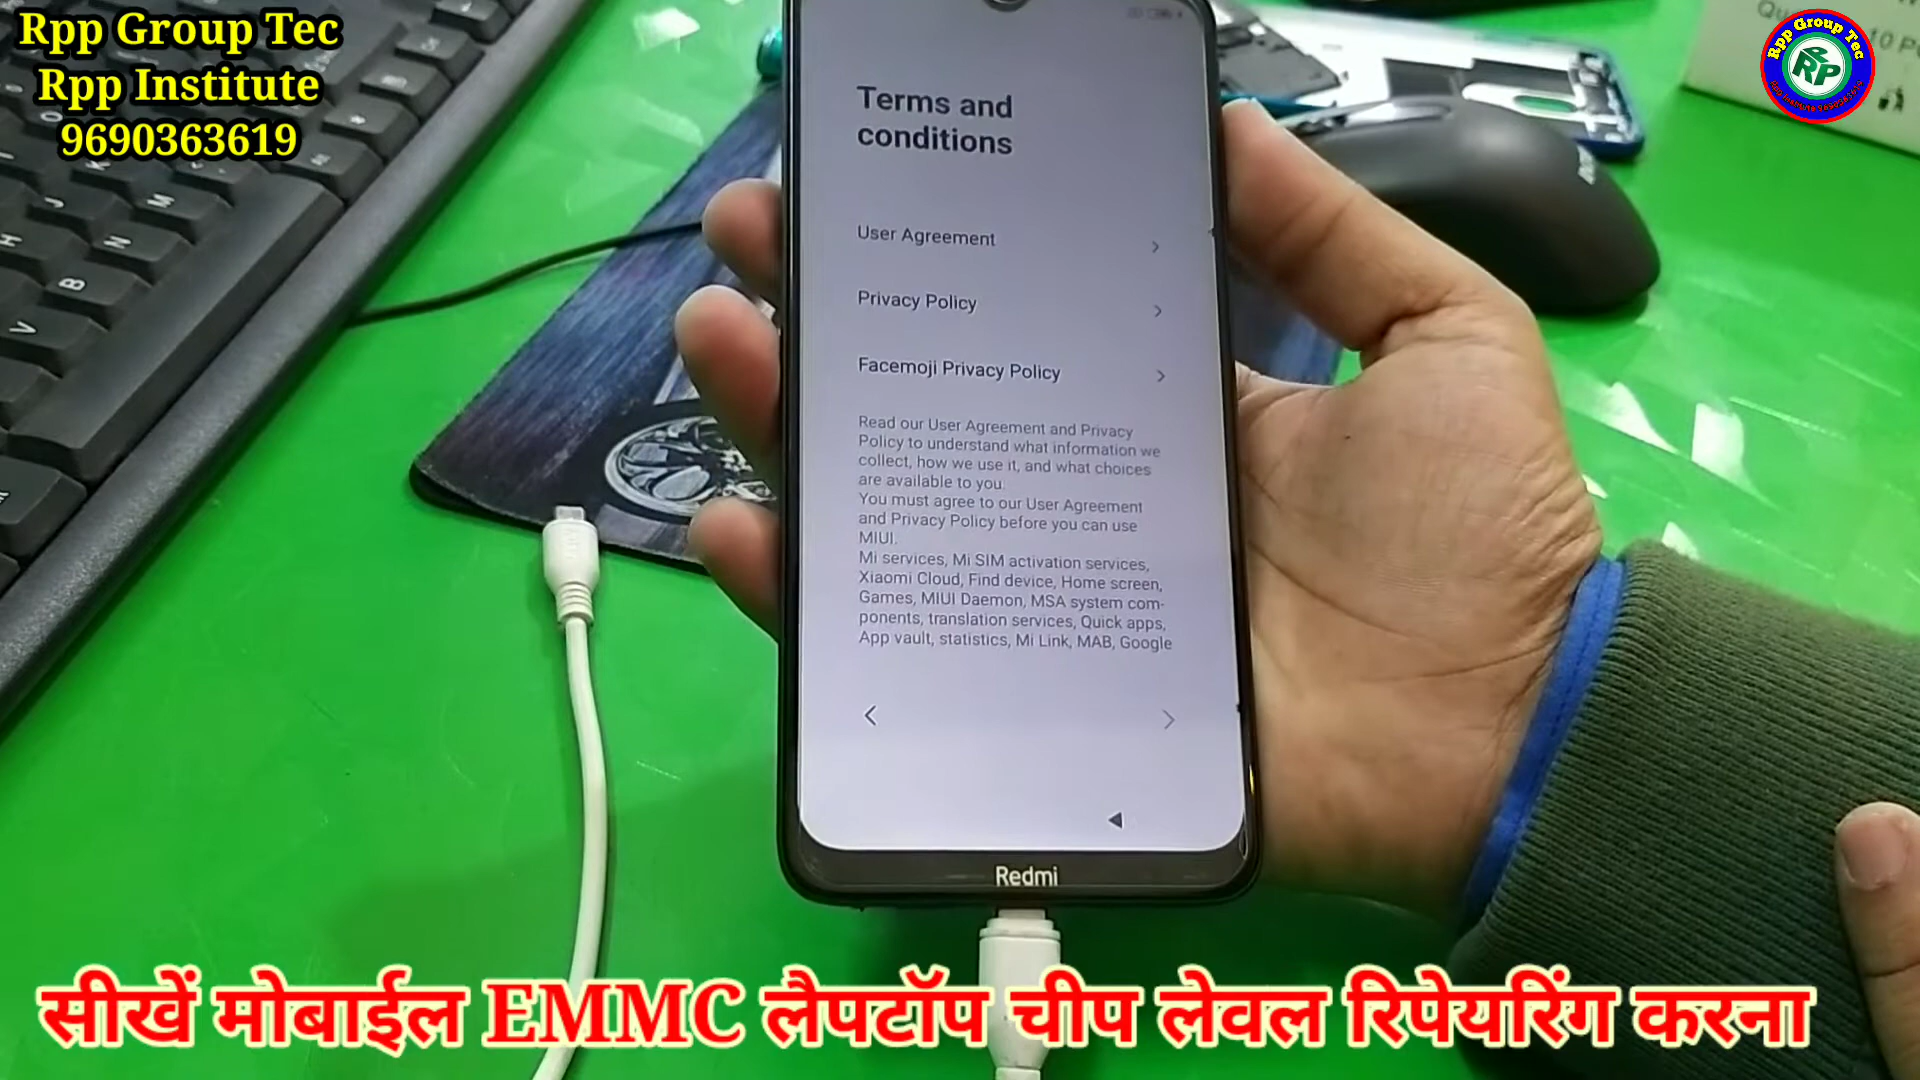 Rpp Group Tec
Rpp Institute
9690363619
Rpp Group Tec
RPP
Terms and
conditions
User Agreement
Privacy Policy
Facemoji Privacy Policy
Read our User Agreement and Privacy
Policy to understand what information we
collect, how we use it, and what choices
are available to you.
You must agree to our User Agreement
and Privacy Policy before you can use
MIUI.
Mi services, Mi SIM activation services,
Xiaomi Cloud, Find device, Home screen,
Games, MIUI Daemon, MSA system com-
ponents, translation services, Quick apps,
App vault, statistics, Mi Link, MAB, Google
Redmi
सीखें मोबाईल EMMC लैपटॉप चीप लेवल रिपेयरिंग करना